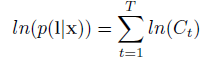 ln(p(l|x)) = \sum_{t=1}^{T} ln(C_t)